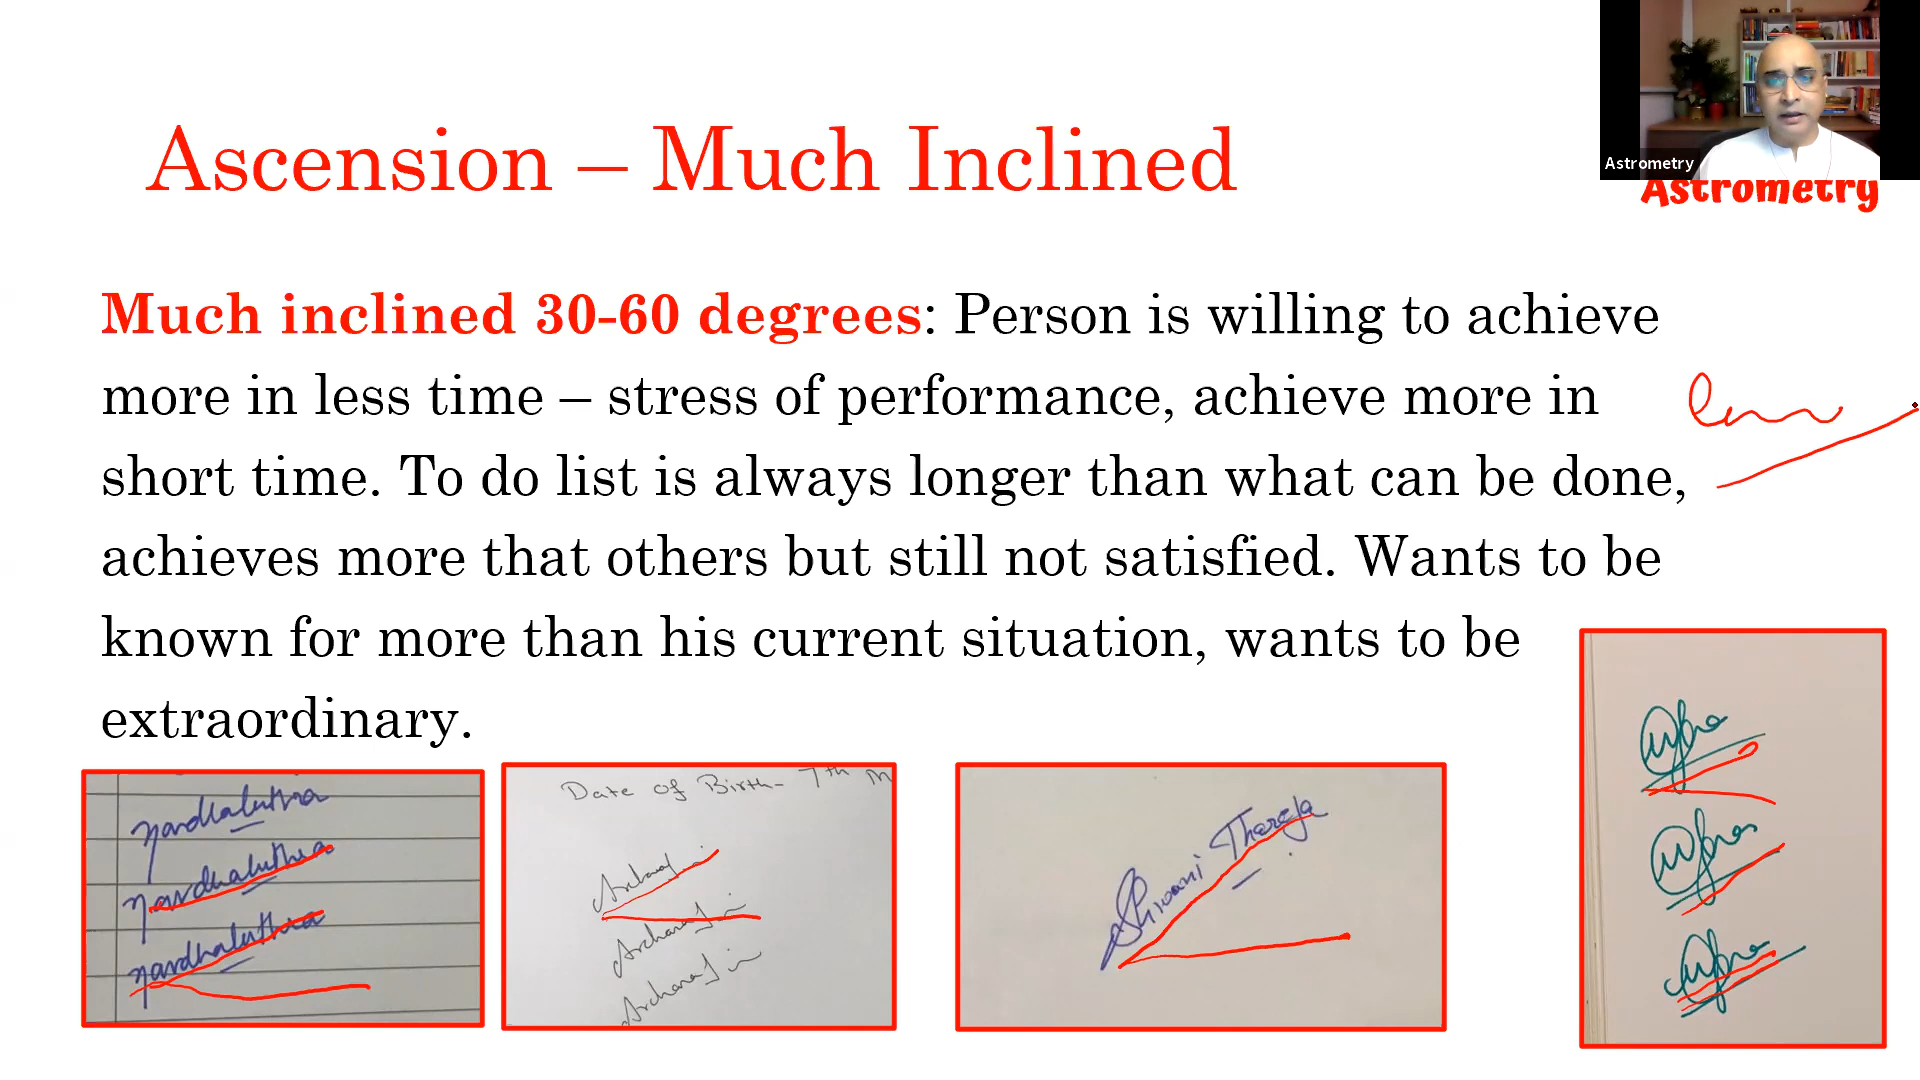 Astrometry
Astrometry
Ascension – Much Inclined
Much inclined 30-60 degrees: Person is willing to achieve
more in less time – stress of performance, achieve more in
short time. To do list is always longer than what can be done,
achieves more that others but still not satisfied. Wants to be
known for more than his current situation, wants to be
extraordinary.
Date of Birth- 7th M
Shivani Thareja